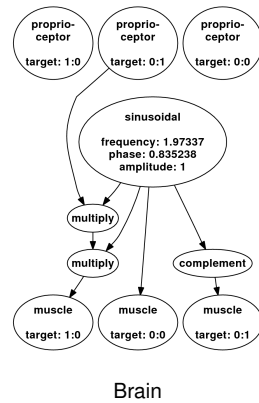 proprio-
ceptor
target: 1:0
proprio-
ceptor
target: 0:1
proprio-
ceptor
target: 0:0
sinusoidal
frequency: 1.97337
phase: 0.835238
amplitude: 1
multiply
multiply
complement
muscle
target: 1:0
muscle
target: 0:0
muscle
target: 0:1
Brain